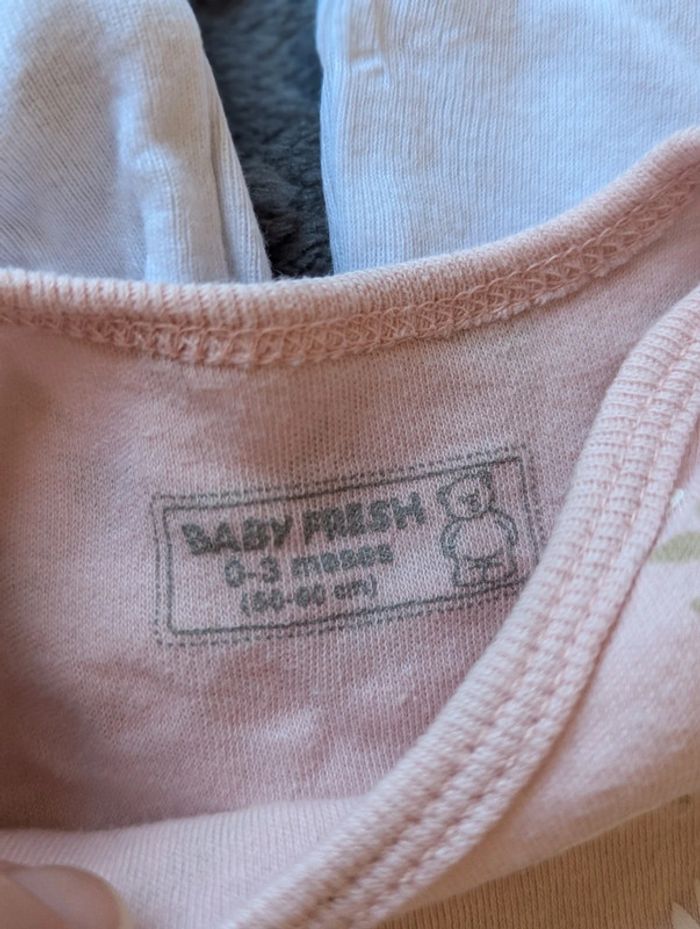 BABY FRESH
0-3 meses
(50-60 cm)